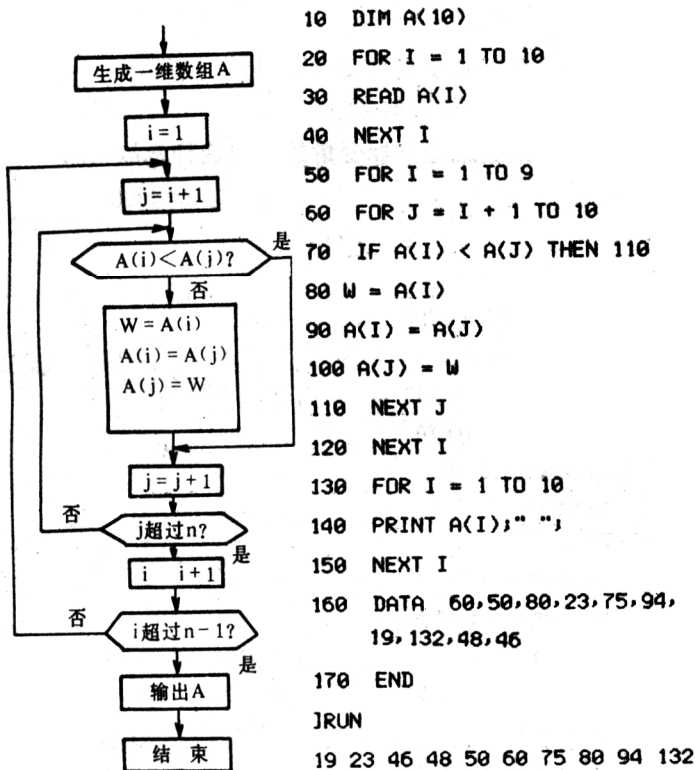 生成一维数组A
i=1
j=i+1
A(i)<A(j)?
是
否
W=A(i)
A(i)=A(j)
A(j)=W
j=j+1
否
j超过n?
是
i i+1
否
i超过n-1?
是
输出A
结 束
10 DIM A(10)
20 FOR I = 1 TO 10
30 READ A(I)
40 NEXT I
50 FOR I = 1 TO 9
60 FOR J = I + 1 TO 10
70 IF A(I) < A(J) THEN 110
80 W = A(I)
90 A(I) = A(J)
100 A(J) = W
110 NEXT J
120 NEXT I
130 FOR I = 1 TO 10
140 PRINT A(I);" ";
150 NEXT I
160 DATA 60,50,80,23,75,94,
19,132,48,46
170 END
]RUN
19 23 46 48 50 60 75 80 94 132